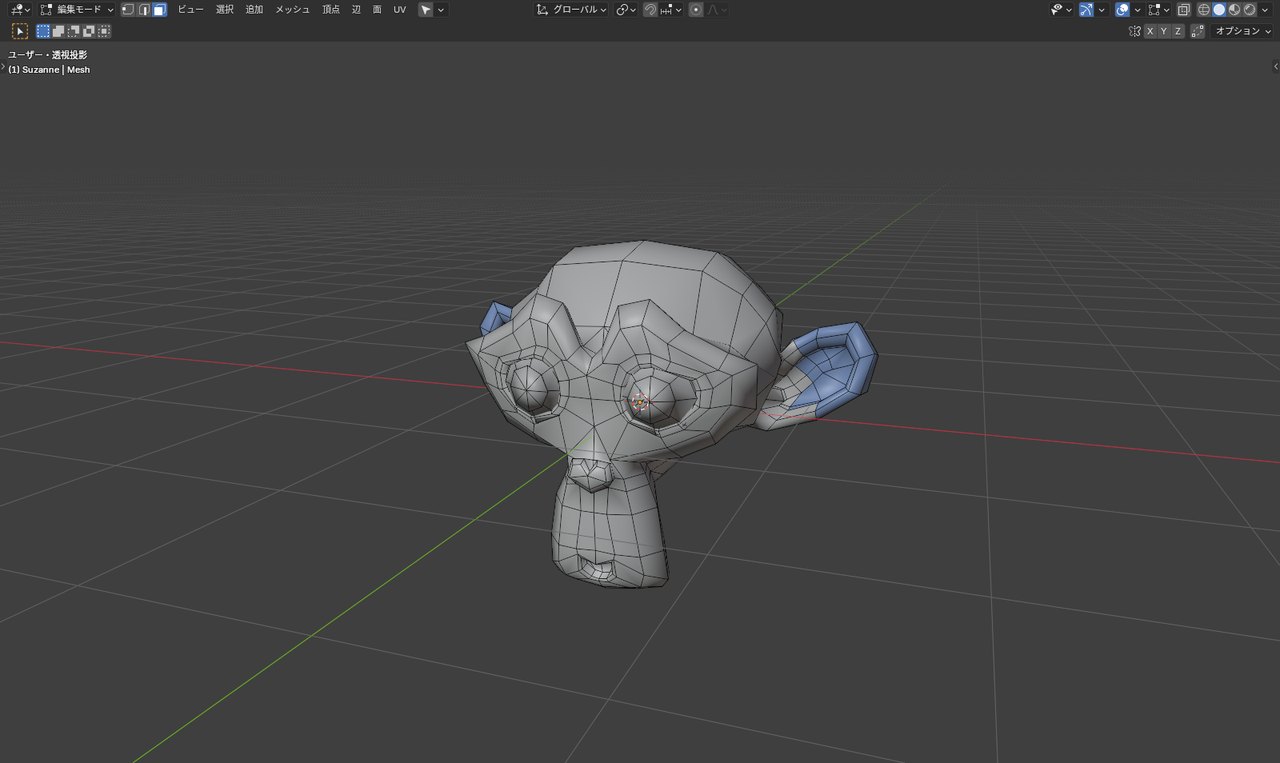 編集モード ビュー 選択 追加 メッシュ 頂点 辺 面 UV グローバル
X Y Z オプション
ユーザー・透視投影
(1) Suzanne | Mesh